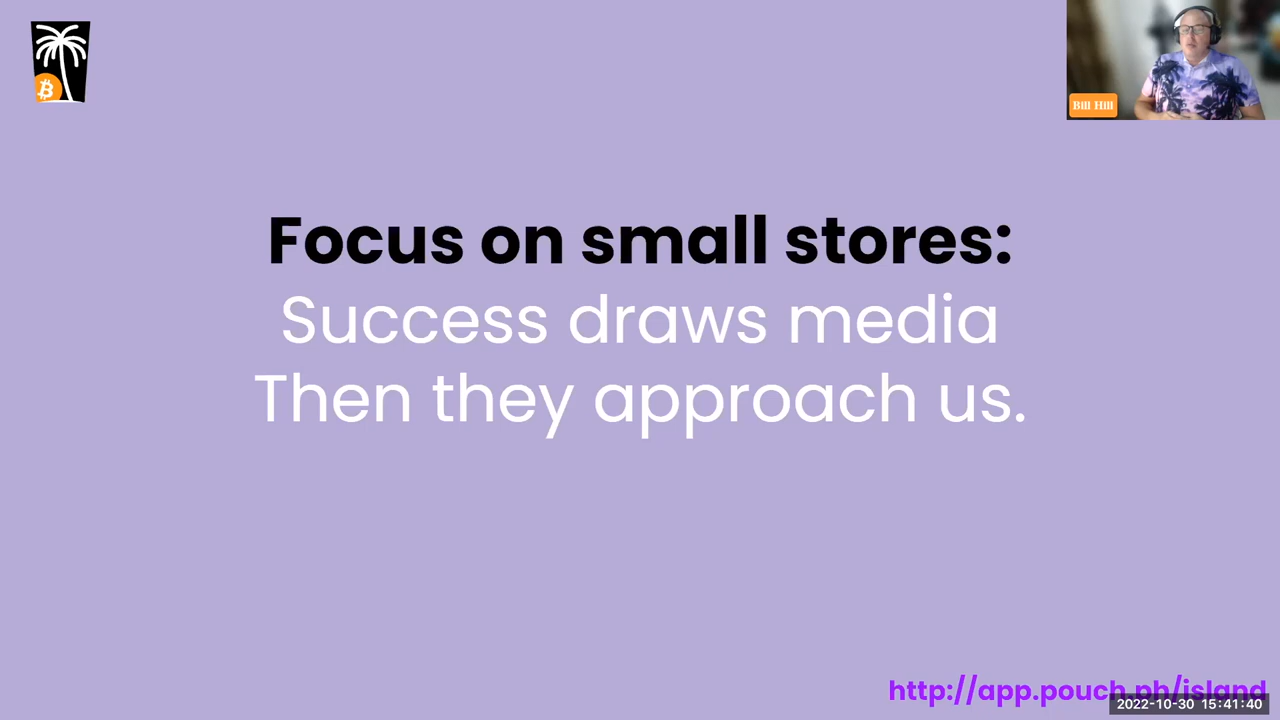 Bill Hill
Focus on small stores:
Success draws media
Then they approach us.
http://app.pouch.ph/island
2022-10-30 15:41:40